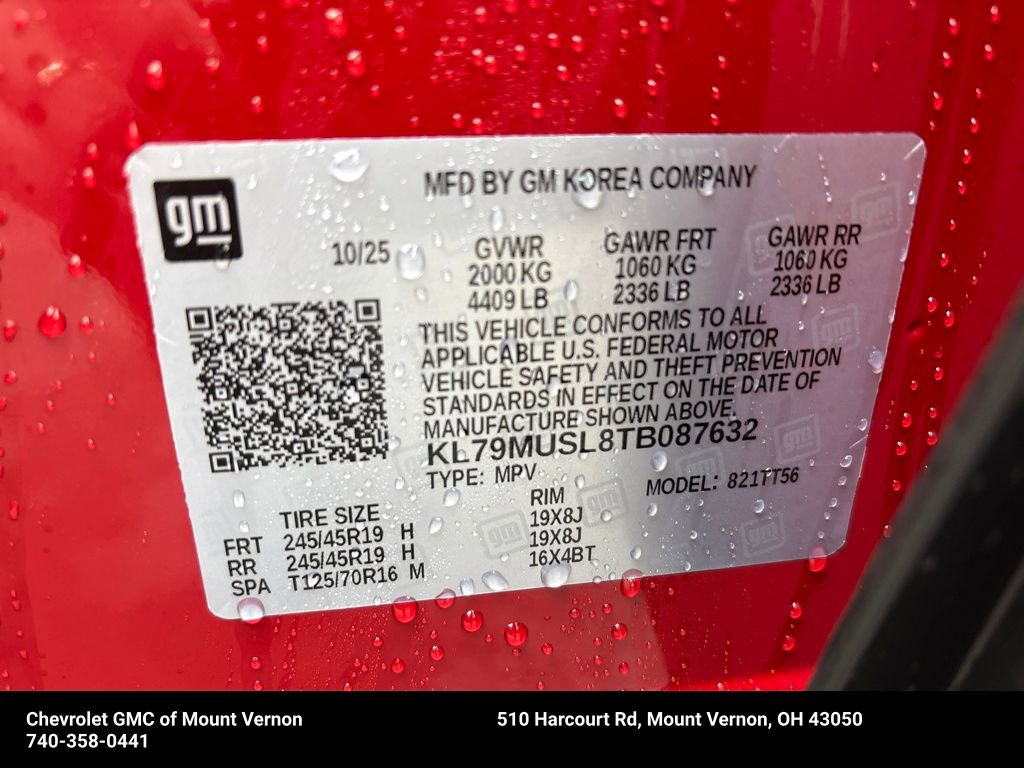 MFD BY GM KOREA COMPANY
gm
10/25
GVWR GAWR FRT GAWR RR
2000 KG 1060 KG 1060 KG
4409 LB 2336 LB 2336 LB
THIS VEHICLE CONFORMS TO ALL
APPLICABLE U.S. FEDERAL MOTOR
VEHICLE SAFETY AND THEFT PREVENTION
STANDARDS IN EFFECT ON THE DATE OF
MANUFACTURE SHOWN ABOVE.
KL79MUSL8TB087632
TYPE: MPV MODEL: 821TT56
TIRE SIZE RIM
FRT 245/45R19 H 19X8J
RR 245/45R19 H 19X8J
SPA T125/70R16 M 16X4BT
Chevrolet GMC of Mount Vernon 510 Harcourt Rd, Mount Vernon, OH 43050
740-358-0441